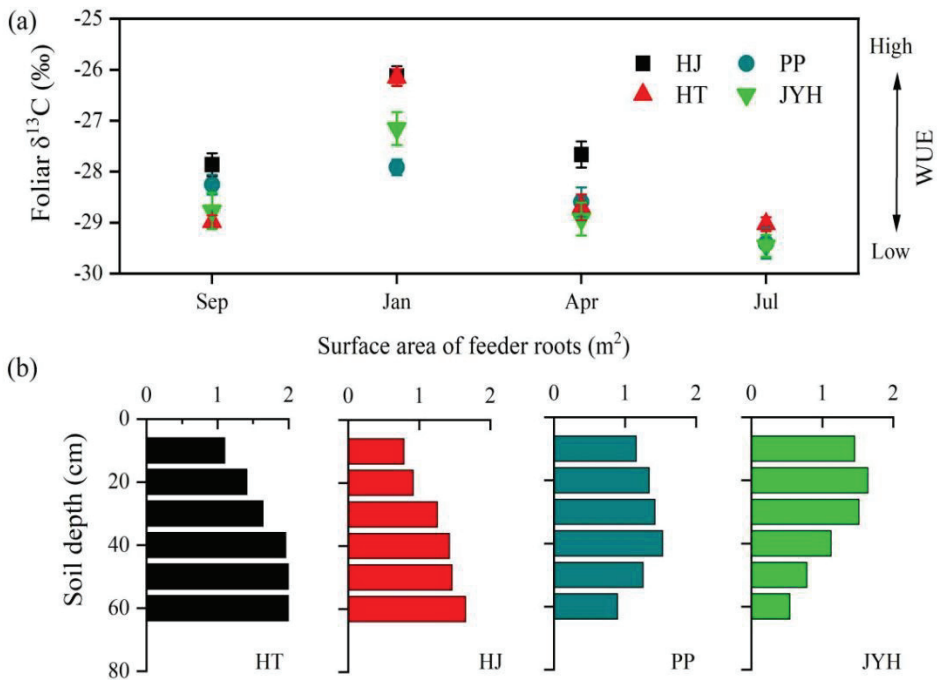 (a)
-25
-26
-27
-28
-29
-30
Foliar δ¹³C (‰)
HJ PP
HT JYH
High
WUE
Low
Sep Jan Apr Jul
(b)
Surface area of feeder roots (m²)
0 1 2 0 1 2 0 1 2 0 1 2
Soil depth (cm)
0
20
40
60
80
HT HJ PP JYH